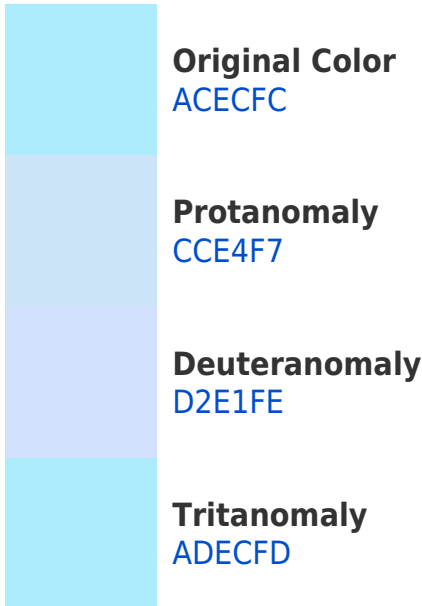 Original Color
ACECFC
Protanomaly
CCE4F7
Deuteranomaly
D2E1FE
Tritanomaly
ADECFD